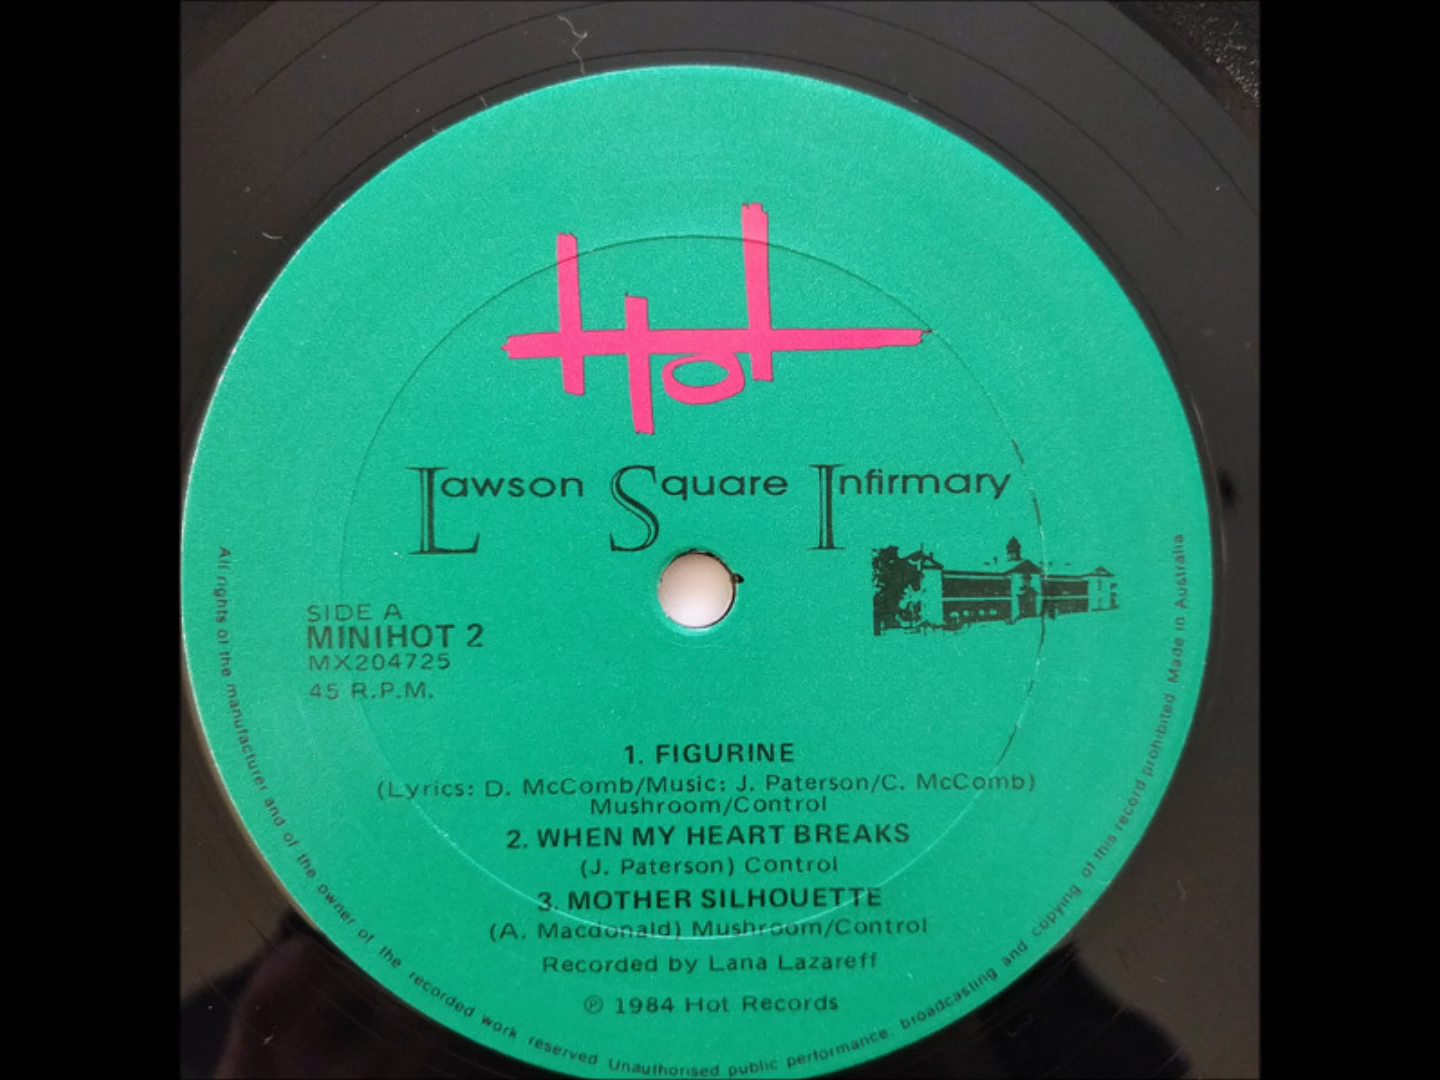 Hot
Lawson Square Infirmary
SIDE A
MINIHOT 2
MX204725
45 R.P.M.
1. FIGURINE
(Lyrics: D. McComb/Music: J. Paterson/C. McComb)
Mushroom/Control
2. WHEN MY HEART BREAKS
(J. Paterson) Control
3. MOTHER SILHOUETTE
(A. Macdonald) Mushroom/Control
Recorded by Lana Lazareff
℗ 1984 Hot Records
All rights of the manufacturer and of the owner of the recorded work reserved Unauthorised public performance, broadcasting and copying of this record prohibited Made in Australia